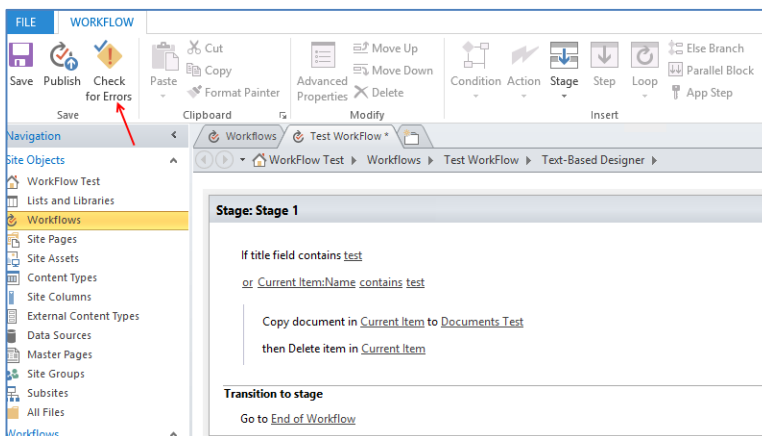 FILE WORKFLOW
Save Publish Check for Errors
Paste
Cut
Copy
Format Painter
Advanced Properties
Move Up
Move Down
Delete
Condition Action Stage Step Loop
Else Branch
Parallel Block
App Step
Save Clipboard Modify Insert
Navigation
Workflows Test WorkFlow *
Site Objects
WorkFlow Test Workflows Test WorkFlow Text-Based Designer
WorkFlow Test
Lists and Libraries
Workflows
Site Pages
Site Assets
Content Types
Site Columns
External Content Types
Data Sources
Master Pages
Site Groups
Subsites
All Files
Workflows
Stage: Stage 1
If title field contains test
or Current Item:Name contains test
Copy document in Current Item to Documents Test
then Delete item in Current Item
Transition to stage
Go to End of Workflow